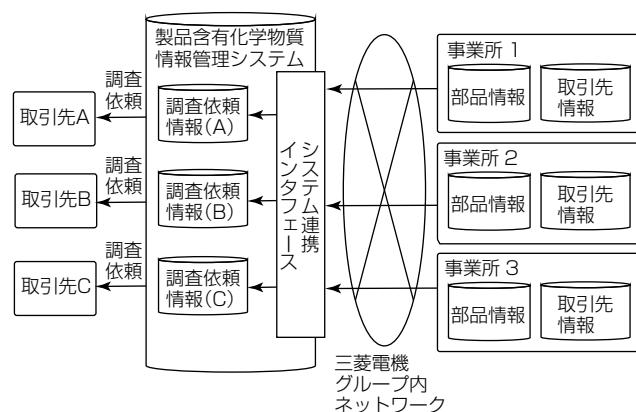 製品含有化学物質
情報管理システム
調査
依頼
取引先A
調査依頼
情報(A)
調査
依頼
取引先B
調査依頼
情報(B)
調査
依頼
取引先C
調査依頼
情報(C)
システム連携
インタフェース
三菱電機
グループ内
ネットワーク
事業所 1
部品情報
取引先
情報
事業所 2
部品情報
取引先
情報
事業所 3
部品情報
取引先
情報